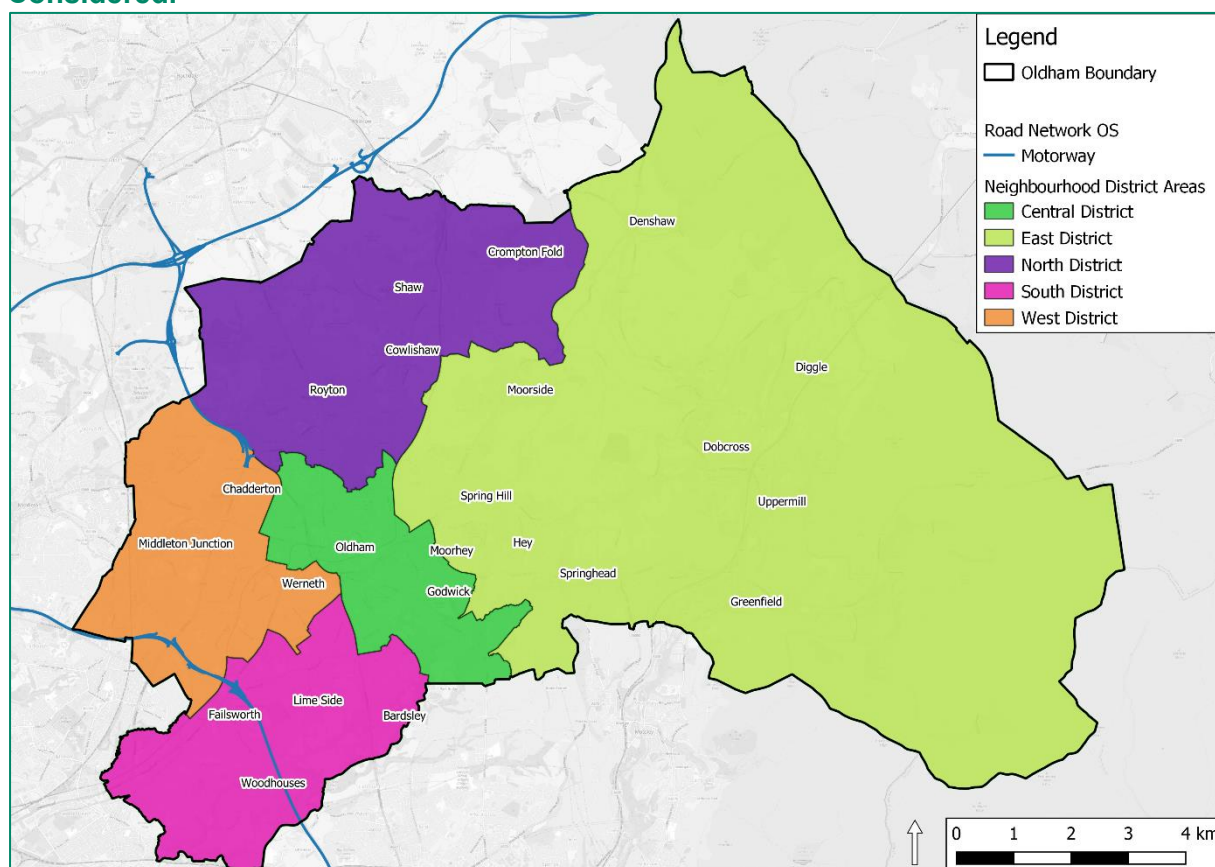 Considered.
Legend
Oldham Boundary
Road Network OS
Motorway
Neighbourhood District Areas
Central District
East District
North District
South District
West District
Denshaw
Crompton Fold
Shaw
Cowlishaw
Diggle
Royton
Moorside
Dobcross
Chadderton
Spring Hill
Uppermill
Middleton Junction
Oldham
Moorhey
Hey
Springhead
Werneth
Godwick
Greenfield
Lime Side
Failsworth
Bardsley
Woodhouses
0 1 2 3 4 km